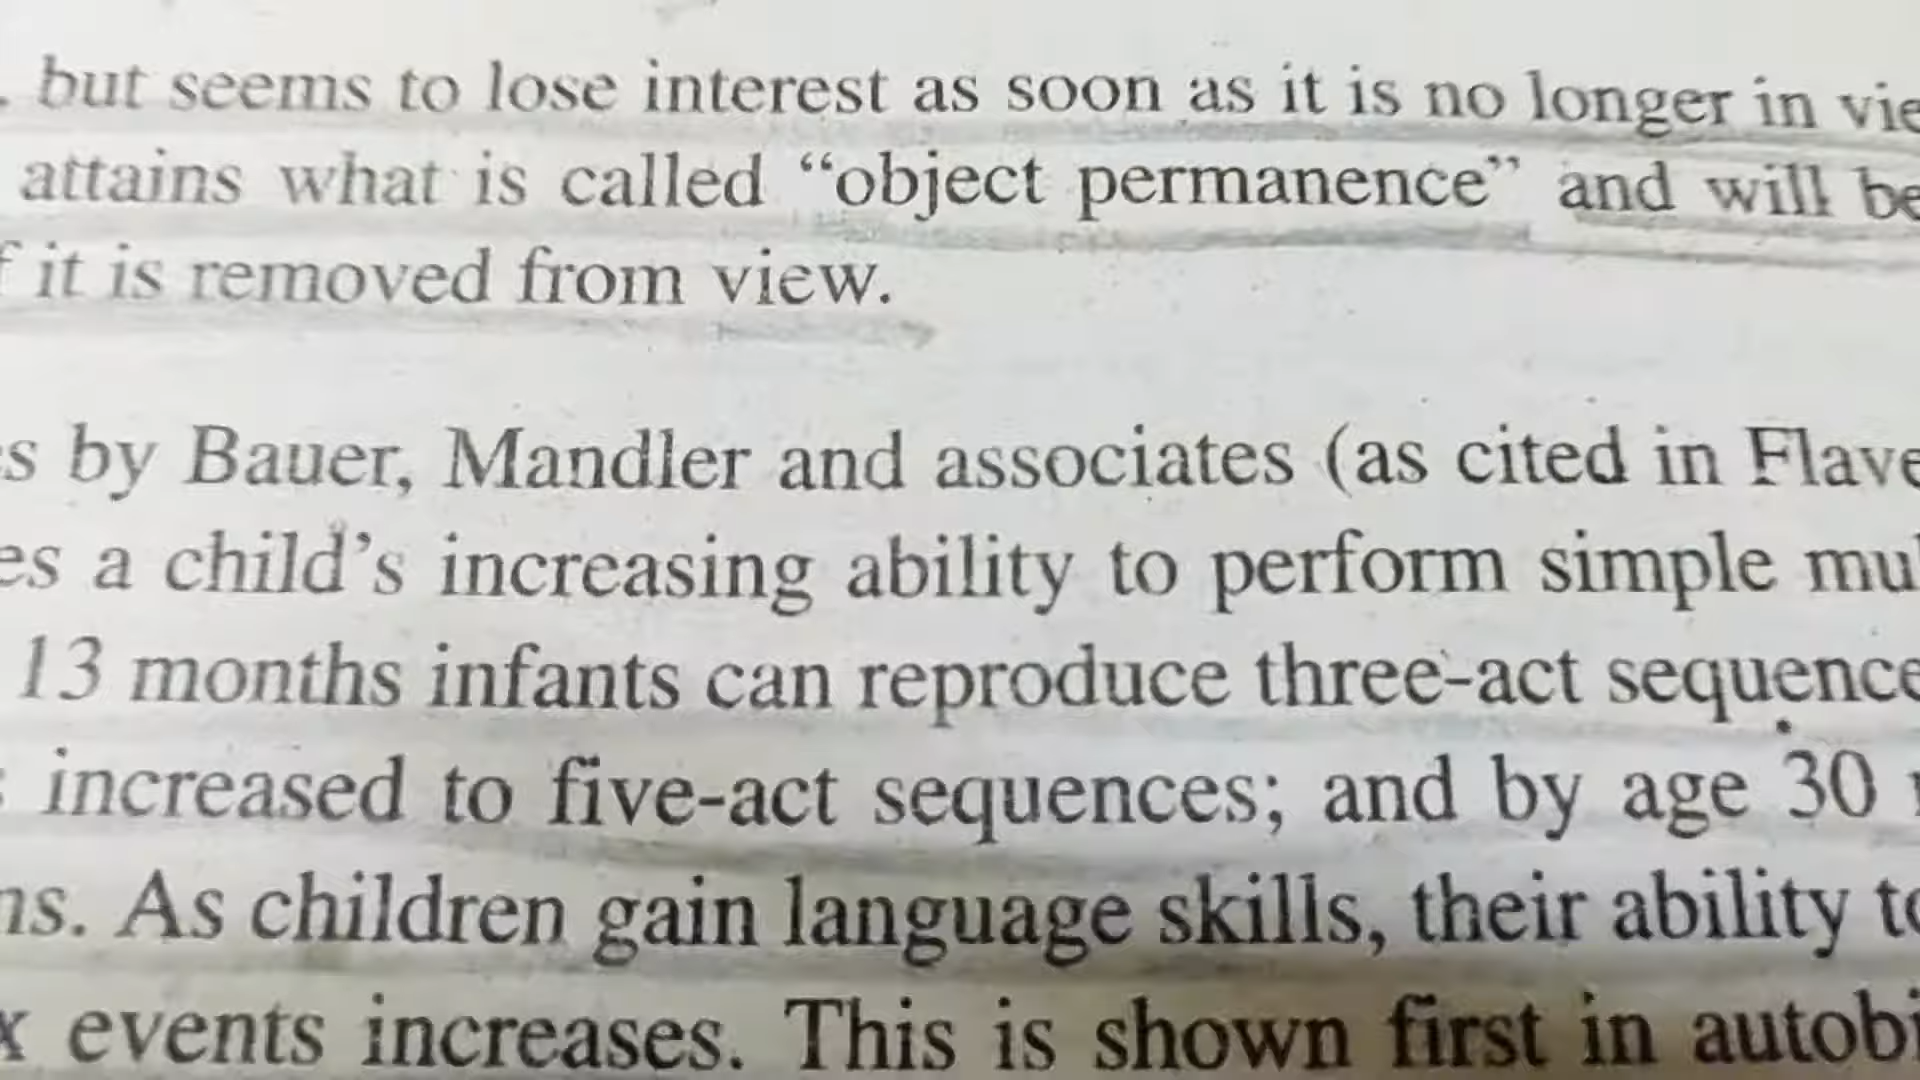 . but seems to lose interest as soon as it is no longer in vie
attains what is called “object permanence” and will be
f it is removed from view.
s by Bauer, Mandler and associates (as cited in Flave
es a child’s increasing ability to perform simple mul
13 months infants can reproduce three-act sequence
increased to five-act sequences; and by age 30
ns. As children gain language skills, their ability to
x events increases. This is shown first in autobi